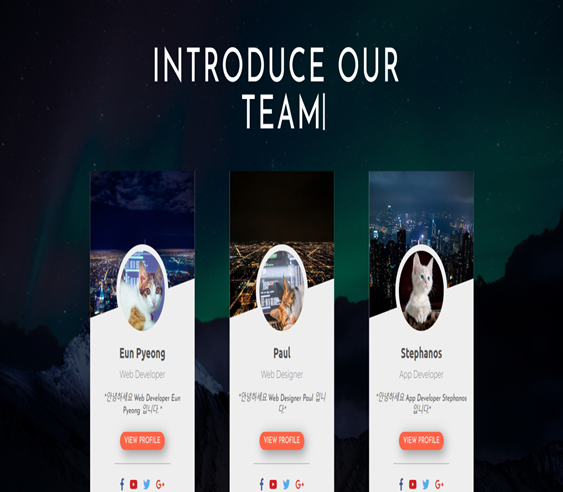 INTRODUCE OUR
TEAM
Eun Pyeong
Web Developer
"안녕하세요 Web Developer Eun
Pyeong 입니다. "
VIEW PROFILE
Paul
Web Designer
"안녕하세요 Web Designer Paul 입니
다."
VIEW PROFILE
Stephanos
App Developer
"안녕하세요 App Developer Stephanos
입니다."
VIEW PROFILE